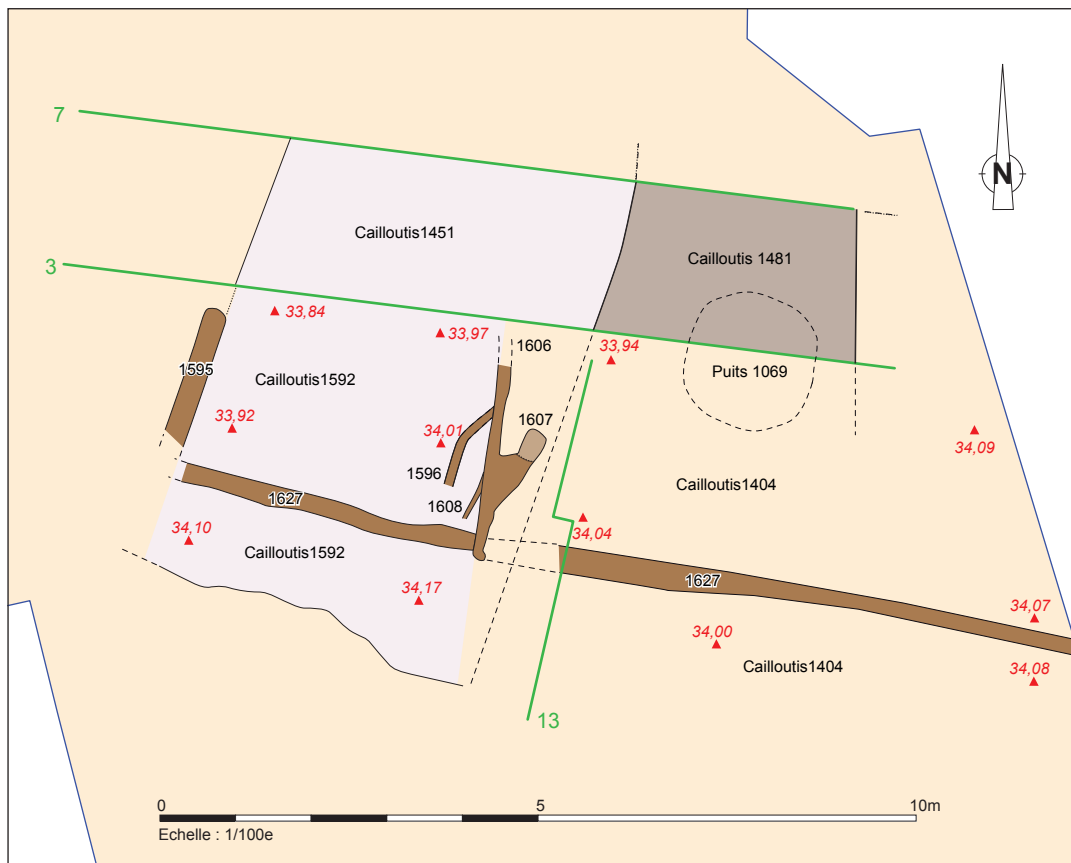 7
N
Cailloutis1451
Cailloutis 1481
3
33,84
33,97
1606
33,94
1595
Cailloutis1592
Puits 1069
33,92
34,01
1607
34,09
1596
Cailloutis1404
1627
1608
34,10
Cailloutis1592
34,04
1627
34,17
34,07
34,00
Cailloutis1404
34,08
13
0 5 10m
Echelle : 1/100e